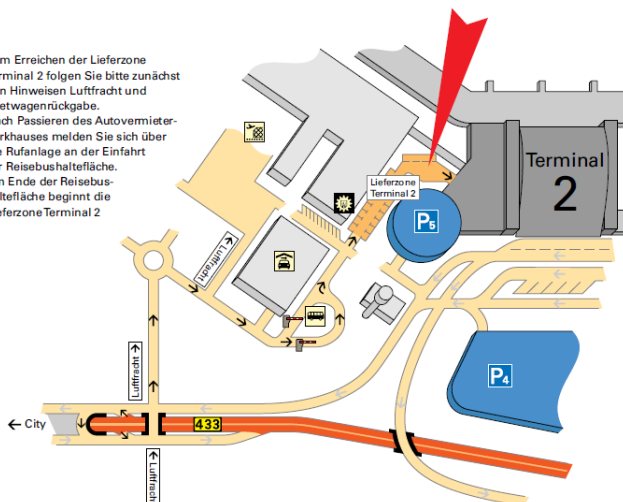 m Erreichen der Lieferzone
rminal 2 folgen Sie bitte zunächst
n Hinweisen Luftfracht und
etwagenrückgabe.
ch Passieren des Autovermieter-
rkhauses melden Sie sich über
e Rufanlage an der Einfahrt
r Reisebushaltefläche.
m Ende der Reisebus-
ltefläche beginnt die
eferzone Terminal 2
Lieferzone
Terminal 2
Terminal
2
P5
Luftfracht
Luftfracht
P4
City
433
Luftfrach